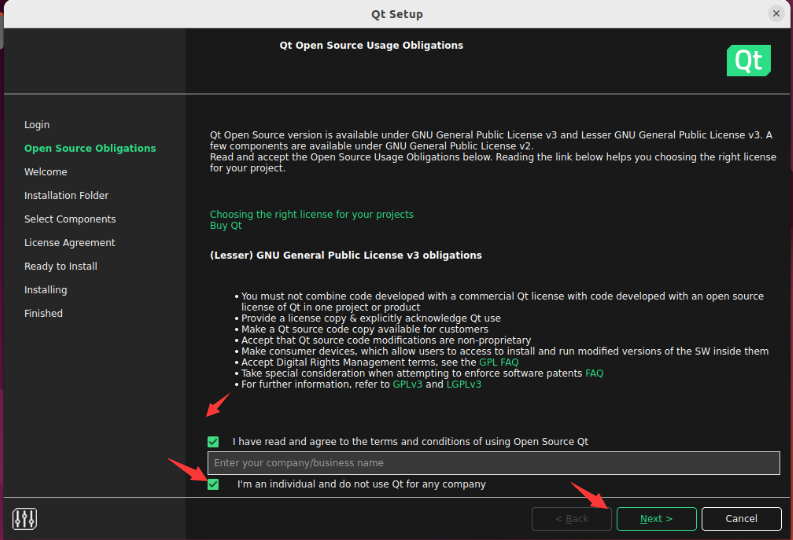 Qt Setup
Qt Open Source Usage Obligations
Qt
Login
Open Source Obligations
Welcome
Installation Folder
Select Components
License Agreement
Ready to Install
Installing
Finished
Qt Open Source version is available under GNU General Public License v3 and Lesser GNU General Public License v3. A
few components are available under GNU General Public License v2.
Read and accept the Open Source Usage Obligations below. Reading the link below helps you choosing the right license
for your project.
Choosing the right license for your projects
Buy Qt
(Lesser) GNU General Public License v3 obligations
• You must not combine code developed with a commercial Qt license with code developed with an open source
license of Qt in one project or product
• Provide a license copy & explicitly acknowledge Qt use
• Make a Qt source code copy available for customers
• Accept that Qt source code modifications are non-proprietary
• Make consumer devices, which allow users to access to install and run modified versions of the SW inside them
• Accept Digital Rights Management terms, see the GPL FAQ
• Take special consideration when attempting to enforce software patents FAQ
• For further information, refer to GPLv3 and LGPLv3
I have read and agree to the terms and conditions of using Open Source Qt
Enter your company/business name
I'm an individual and do not use Qt for any company
< Back
Next >
Cancel